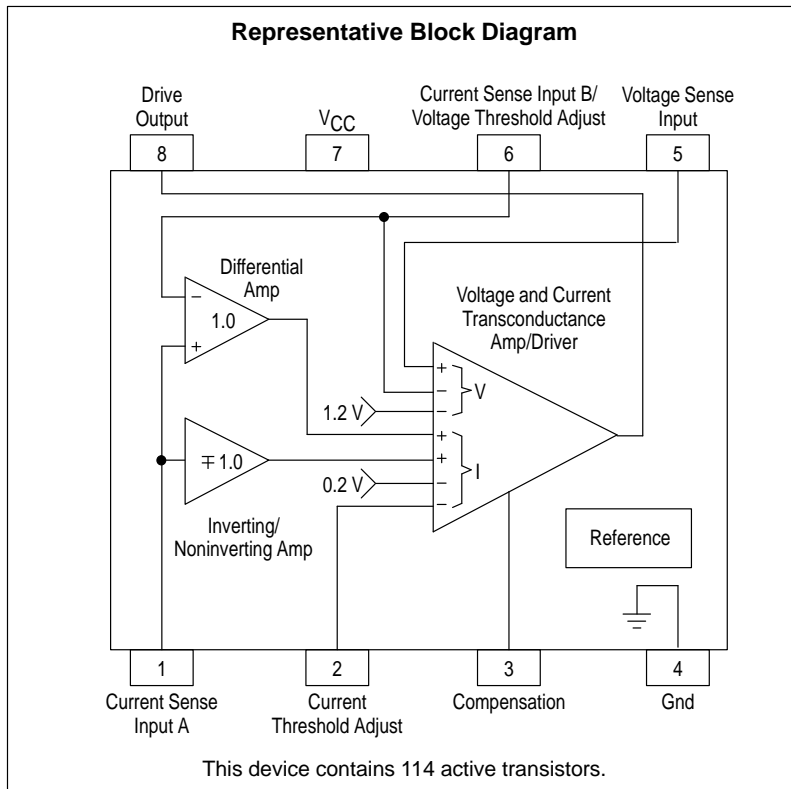 Representative Block Diagram
Drive
Output
VCC
Current Sense Input B/
Voltage Threshold Adjust
Voltage Sense
Input
8
7
6
5
Differential
Amp
Voltage and Current
Transconductance
Amp/Driver
−
1.0
+
+
−
V
1.2 V
−
+
∓ 1.0
+
I
0.2 V
−
−
Inverting/
Noninverting Amp
Reference
1
2
3
4
Current Sense
Input A
Current
Threshold Adjust
Compensation
Gnd
This device contains 114 active transistors.